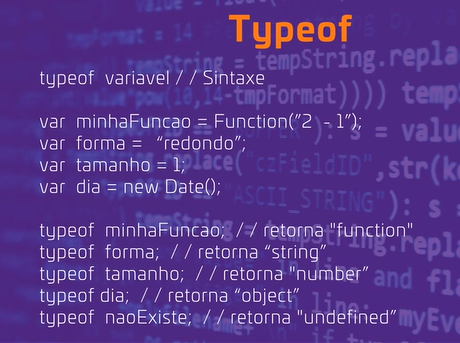 Typeof
typeof variavel // Sintaxe
var minhaFuncao = Function("2 - 1");
var forma = “redondo”;
var tamanho = 1;
var dia = new Date();
typeof minhaFuncao; // retorna "function"
typeof forma; // retorna “string”
typeof tamanho; // retorna "number”
typeof dia; // retorna “object”
typeof naoExiste; // retorna "undefined”